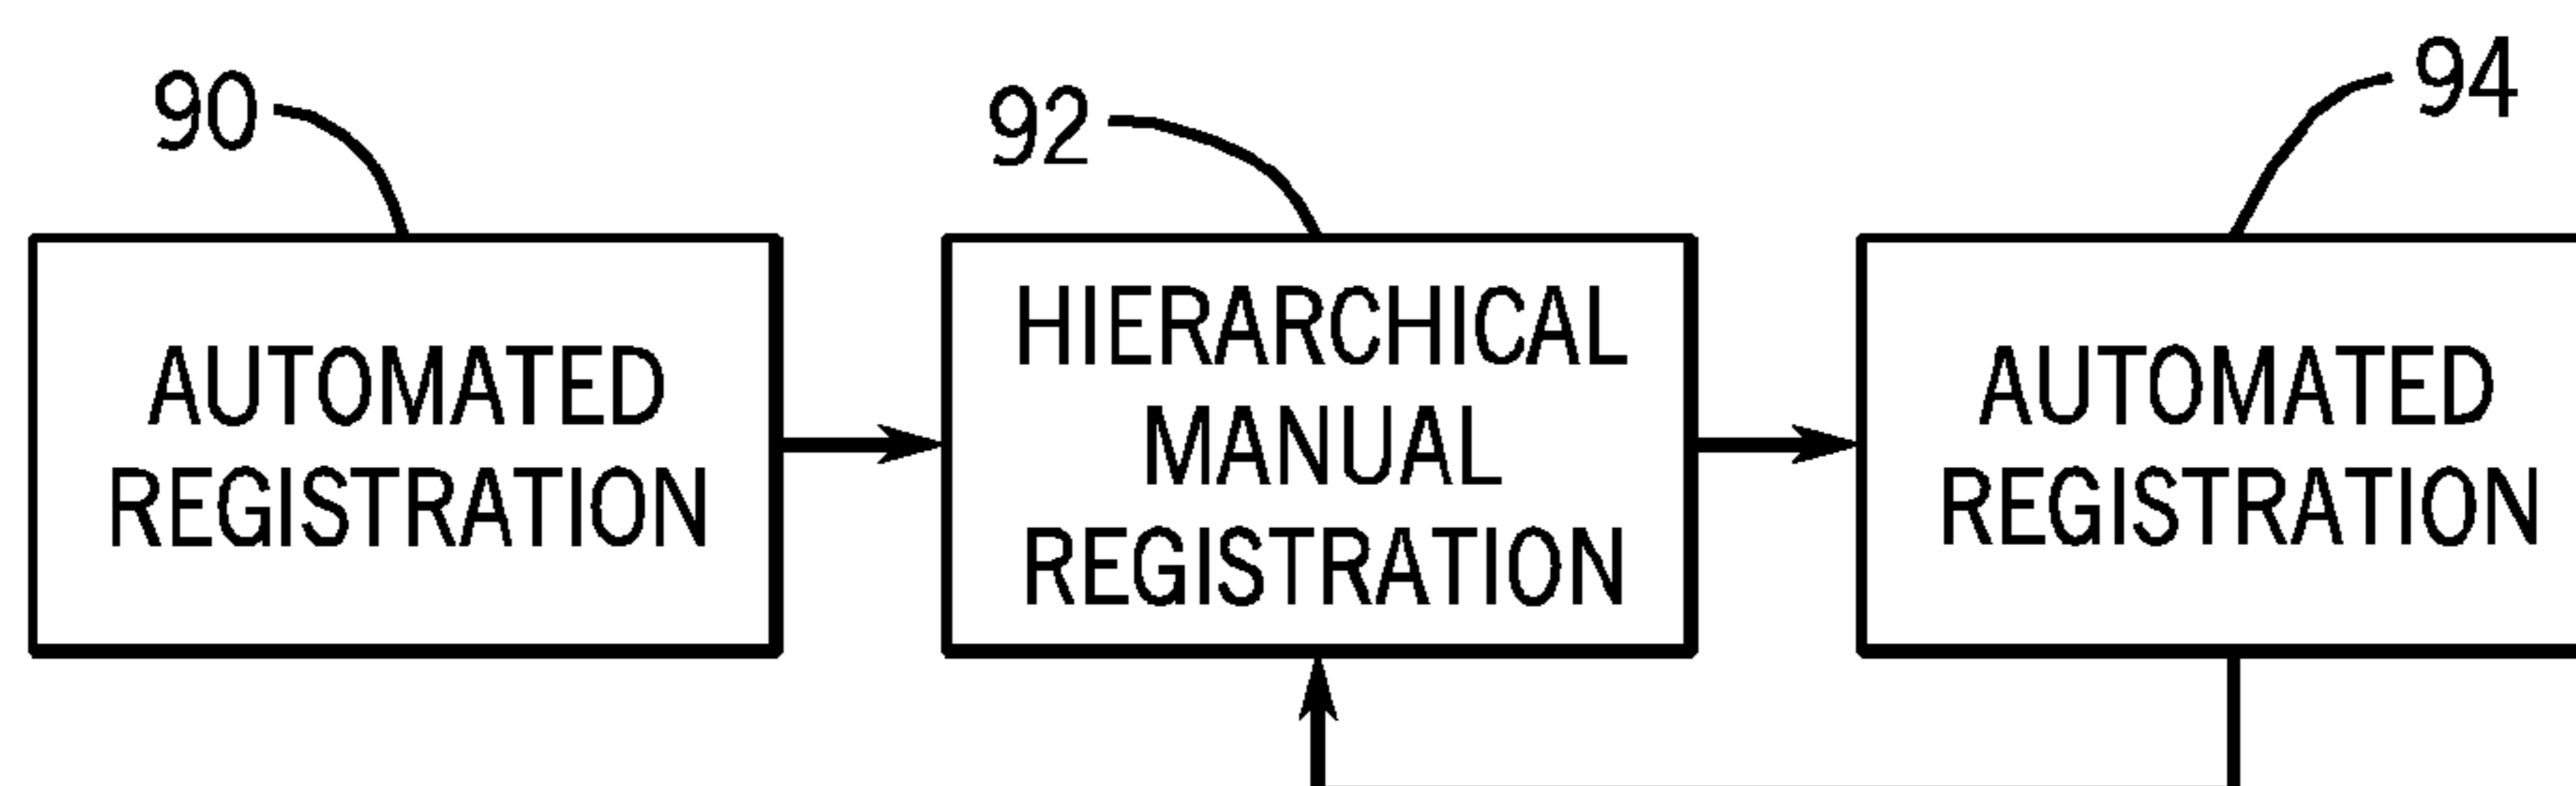 90
92
94
AUTOMATED
REGISTRATION
HIERARCHICAL
MANUAL
REGISTRATION
AUTOMATED
REGISTRATION